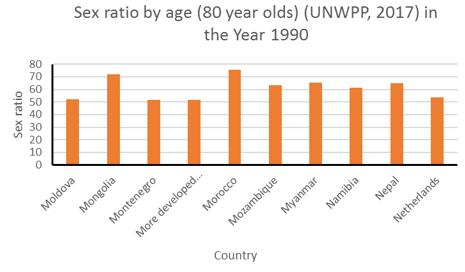 Sex ratio by age (80 year olds) (UNWPP, 2017) in
the Year 1990
80
70
60
50
40
30
20
10
0
Sex ratio
Moldova
Mongolia
Montenegro
More developed...
Morocco
Mozambique
Myanmar
Namibia
Nepal
Netherlands
Country